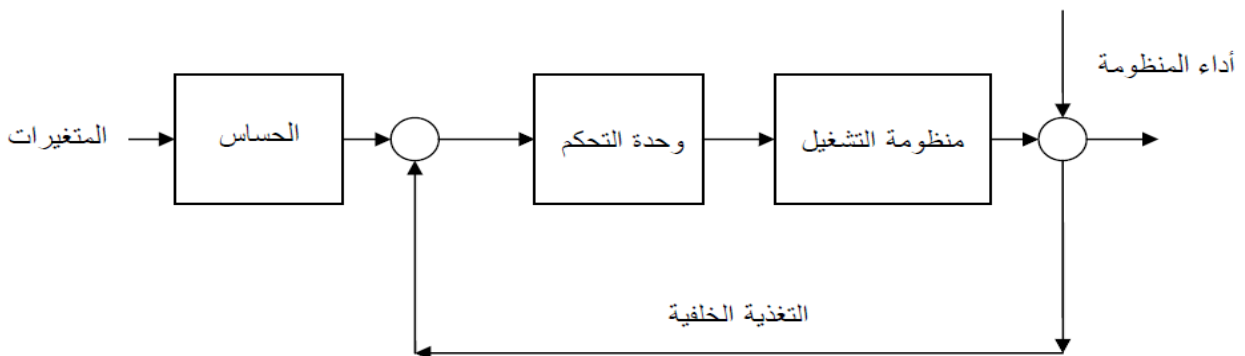 أداء المنظومة
المتغيرات
الحساس
وحدة التحكم
منظومة التشغيل
التغذية الخلفية